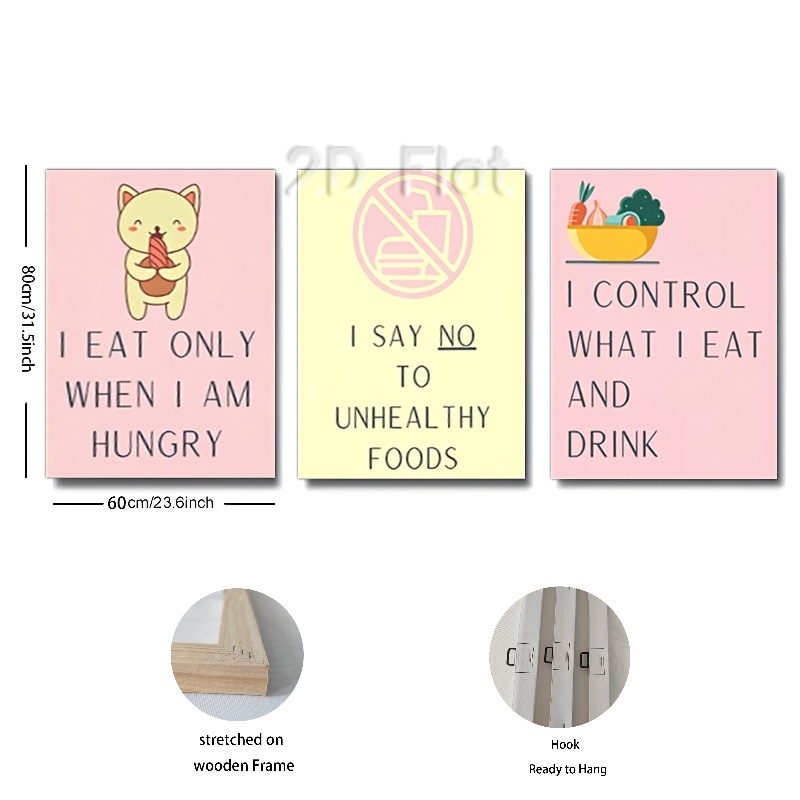 2D Flat
80cm/31.5inch
I EAT ONLY
WHEN I AM
HUNGRY
I SAY NO
TO
UNHEALTHY
FOODS
I CONTROL
WHAT I EAT
AND
DRINK
60cm/23.6inch
stretched on
wooden Frame
Hook
Ready to Hang